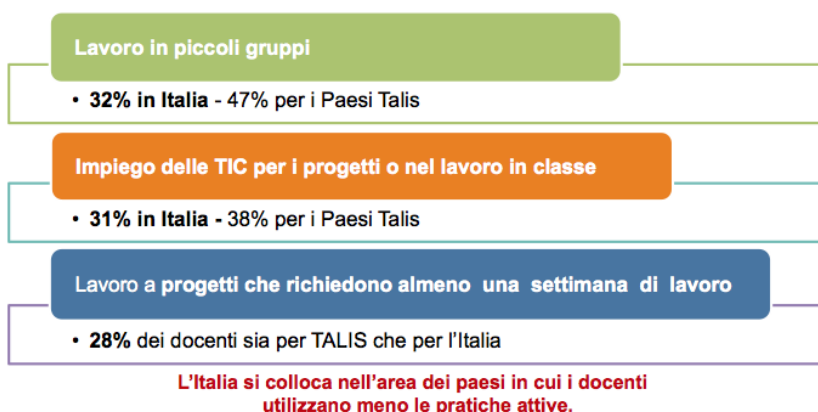 Lavoro in piccoli gruppi
• 32% in Italia - 47% per i Paesi Talis
Impiego delle TIC per i progetti o nel lavoro in classe
• 31% in Italia - 38% per i Paesi Talis
Lavoro a progetti che richiedono almeno una settimana di lavoro
• 28% dei docenti sia per TALIS che per l'Italia
L'Italia si colloca nell'area dei paesi in cui i docenti
utilizzano meno le pratiche attive.